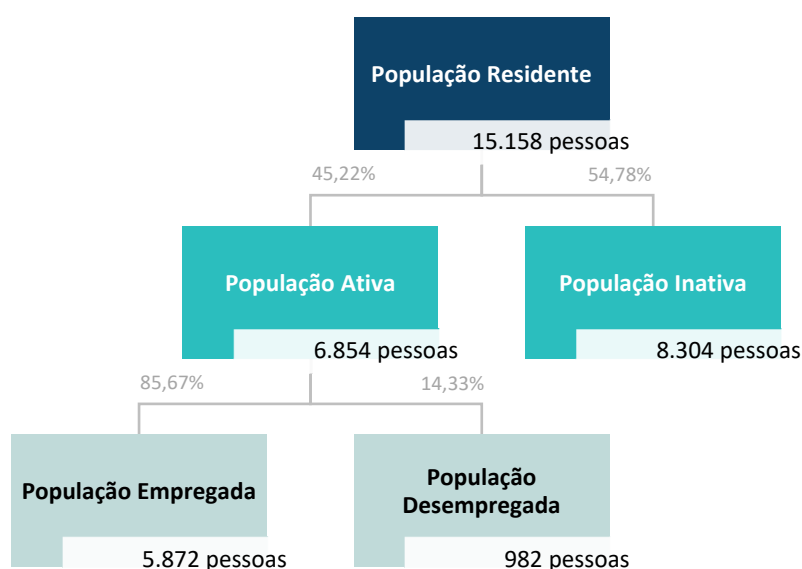 População Residente
15.158 pessoas
45,22%
54,78%
População Ativa
População Inativa
6.854 pessoas
8.304 pessoas
85,67%
14,33%
População Empregada
População
Desempregada
5.872 pessoas
982 pessoas